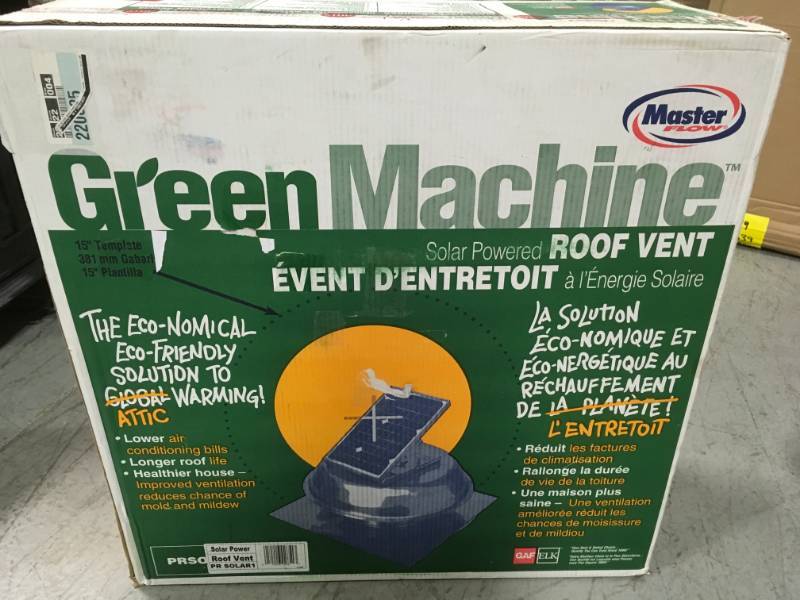 004
22
Master
FLOW
Green Machine™
15" Template
381 mm Gabari
15" Plantilla
Solar Powered ROOF VENT
ÉVENT D'ENTRETOIT à l'Énergie Solaire
THE ECO-NOMICAL
ECO-FRIENDLY
SOLUTION TO
GLOBAL WARMING!
ATTIC
• Lower air
conditioning bills
• Longer roof life
• Healthier house –
improved ventilation
reduces chance of
mold and mildew
LA SOLUTION
ÉCO-NOMIQUE ET
ÉCO-NERGÉTIQUE AU
RÉCHAUFFEMENT
DE LA PLANÈTE!
L'ENTRETOIT
• Réduit les factures
de climatisation
• Rallonge la durée
de vie de la toiture
• Une maison plus
saine – Une ventilation
améliorée réduit les
chances de moisissure
et de mildiou
PRSO
Solar Power
Roof Vent
PR SOLAR1
GAF ELK